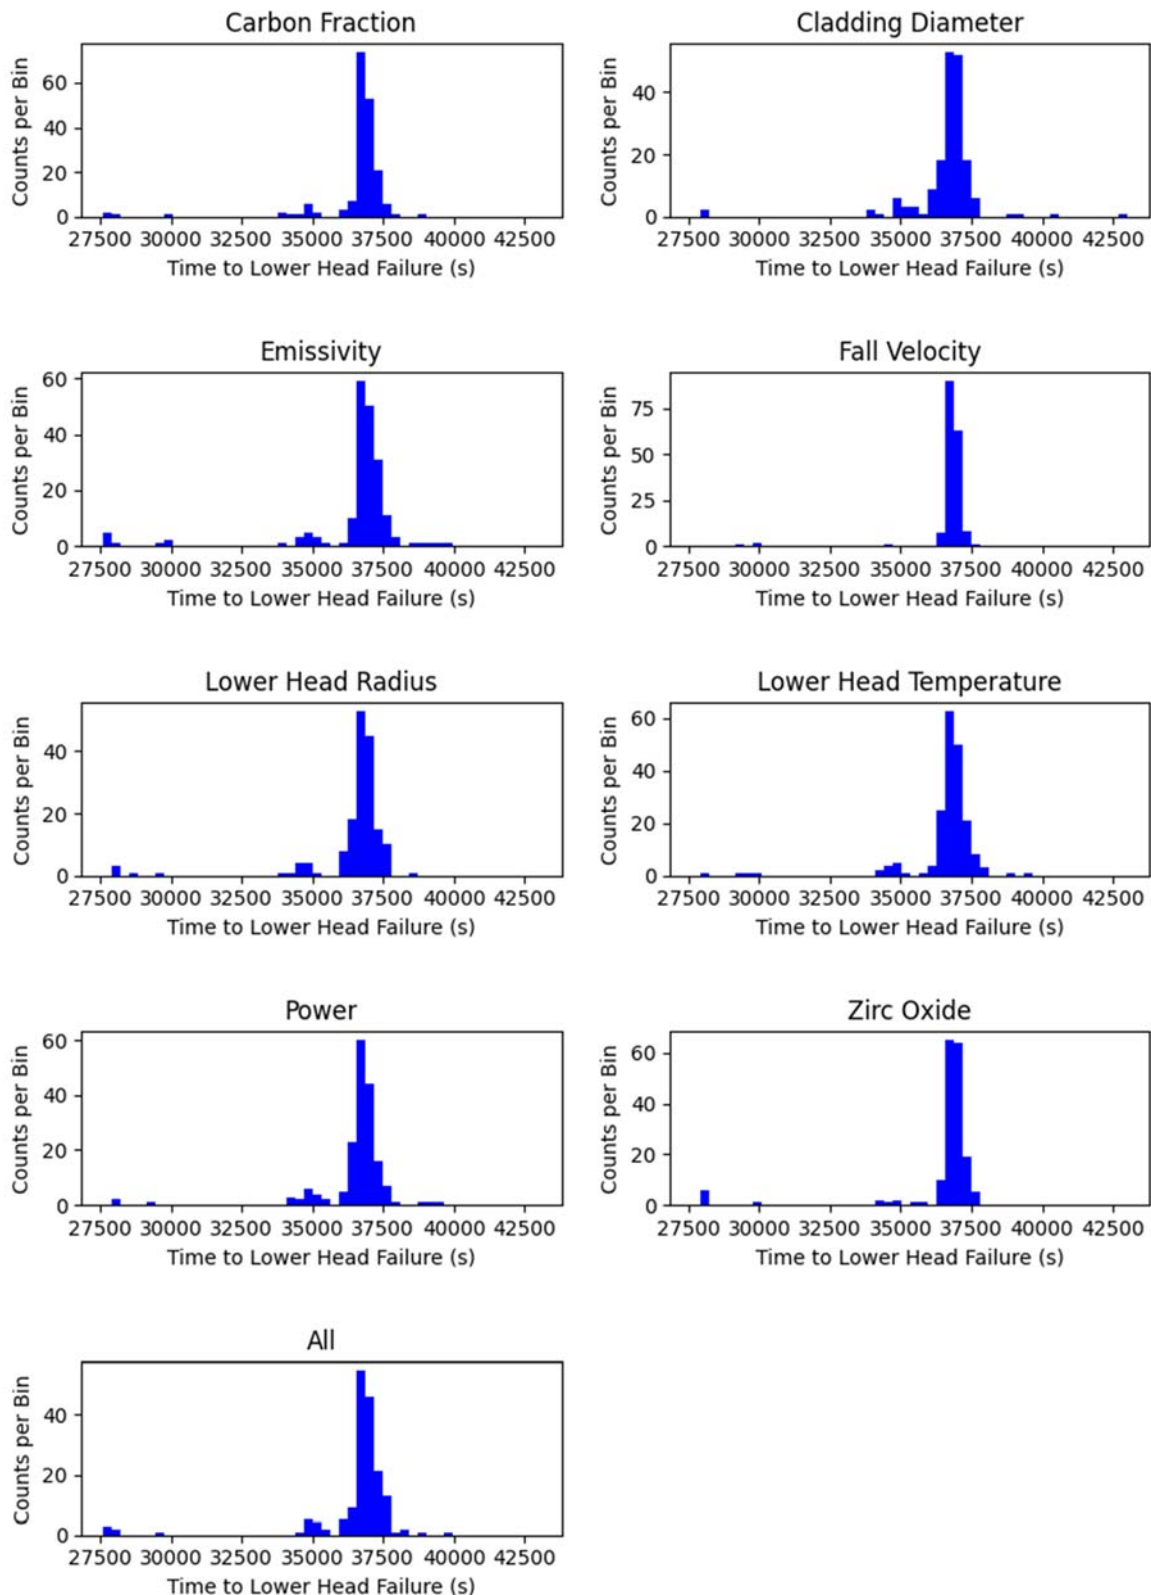 Carbon Fraction
Counts per Bin
60
40
20
0
27500 30000 32500 35000 37500 40000 42500
Time to Lower Head Failure (s)
Cladding Diameter
Counts per Bin
40
20
0
27500 30000 32500 35000 37500 40000 42500
Time to Lower Head Failure (s)
Emissivity
Counts per Bin
60
40
20
0
27500 30000 32500 35000 37500 40000 42500
Time to Lower Head Failure (s)
Fall Velocity
Counts per Bin
75
50
25
0
27500 30000 32500 35000 37500 40000 42500
Time to Lower Head Failure (s)
Lower Head Radius
Counts per Bin
40
20
0
27500 30000 32500 35000 37500 40000 42500
Time to Lower Head Failure (s)
Lower Head Temperature
Counts per Bin
60
40
20
0
27500 30000 32500 35000 37500 40000 42500
Time to Lower Head Failure (s)
Power
Counts per Bin
60
40
20
0
27500 30000 32500 35000 37500 40000 42500
Time to Lower Head Failure (s)
Zirc Oxide
Counts per Bin
60
40
20
0
27500 30000 32500 35000 37500 40000 42500
Time to Lower Head Failure (s)
All
Counts per Bin
40
20
0
27500 30000 32500 35000 37500 40000 42500
Time to Lower Head Failure (s)